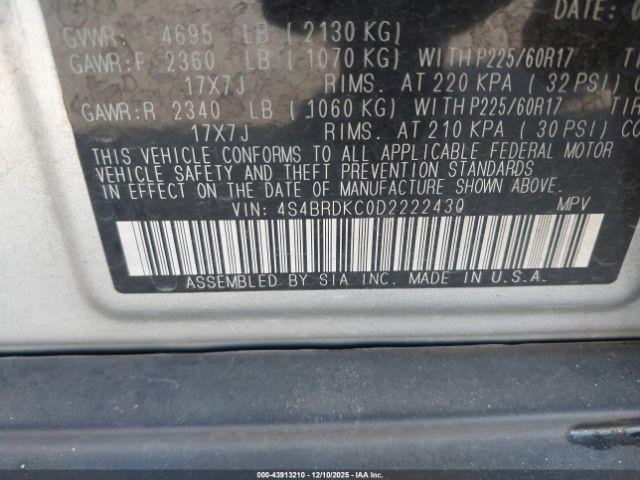 DATE:
GVWR: 4695 LB ( 2130 KG)
GAWR:F 2360 LB ( 1070 KG) WITH P225/60R17
17X7J RIMS. AT 220 KPA ( 32 PSI)
GAWR:R 2340 LB ( 1060 KG) WITH P225/60R17
17X7J RIMS. AT 210 KPA ( 30 PSI)
THIS VEHICLE CONFORMS TO ALL APPLICABLE FEDERAL MOTOR
VEHICLE SAFETY AND THEFT PREVENTION STANDARDS
IN EFFECT ON THE DATE OF MANUFACTURE SHOWN ABOVE.
VIN: 4S4BRDKC0D2222430 MPV
ASSEMBLED BY SIA INC. MADE IN U.S.A.
000-43913210 - 12/10/2025 - IAAI.COM